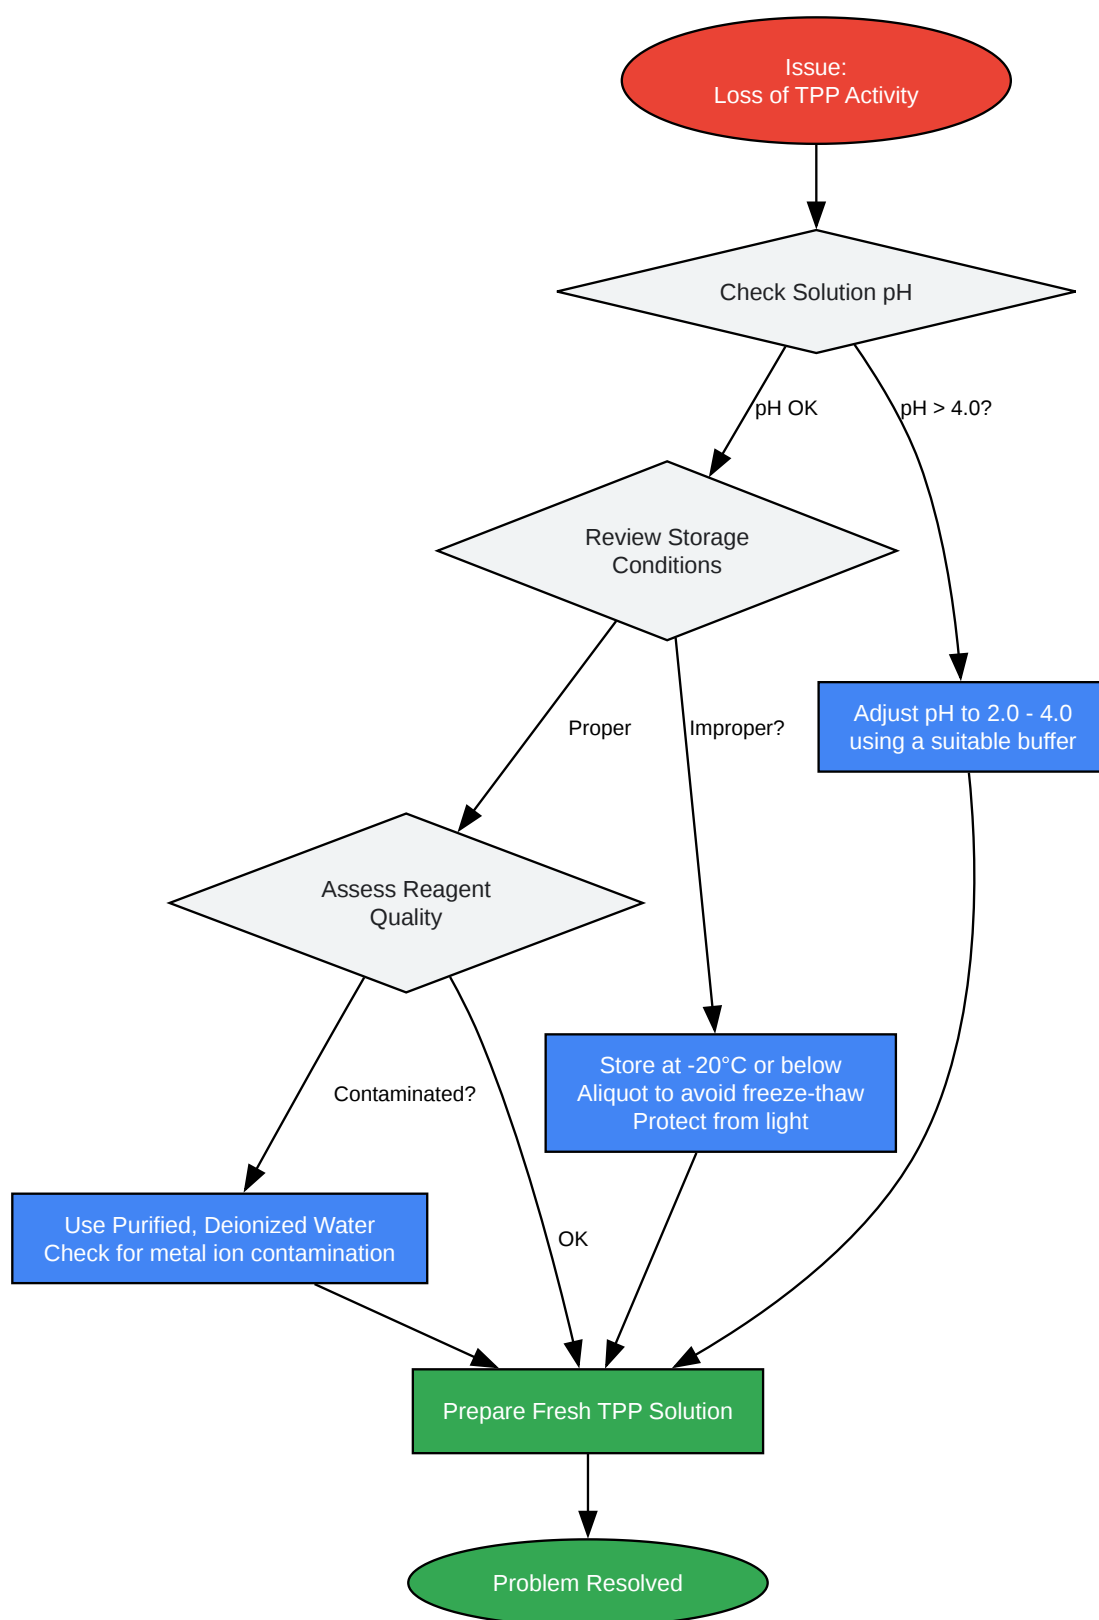 Issue:
Loss of TPP Activity
Check Solution pH
pH OK
pH > 4.0?
Review Storage
Conditions
Adjust pH to 2.0 - 4.0
using a suitable buffer
Proper
Improper?
Assess Reagent
Quality
Store at -20°C or below
Aliquot to avoid freeze-thaw
Protect from light
Contaminated?
Use Purified, Deionized Water
Check for metal ion contamination
OK
Prepare Fresh TPP Solution
Problem Resolved